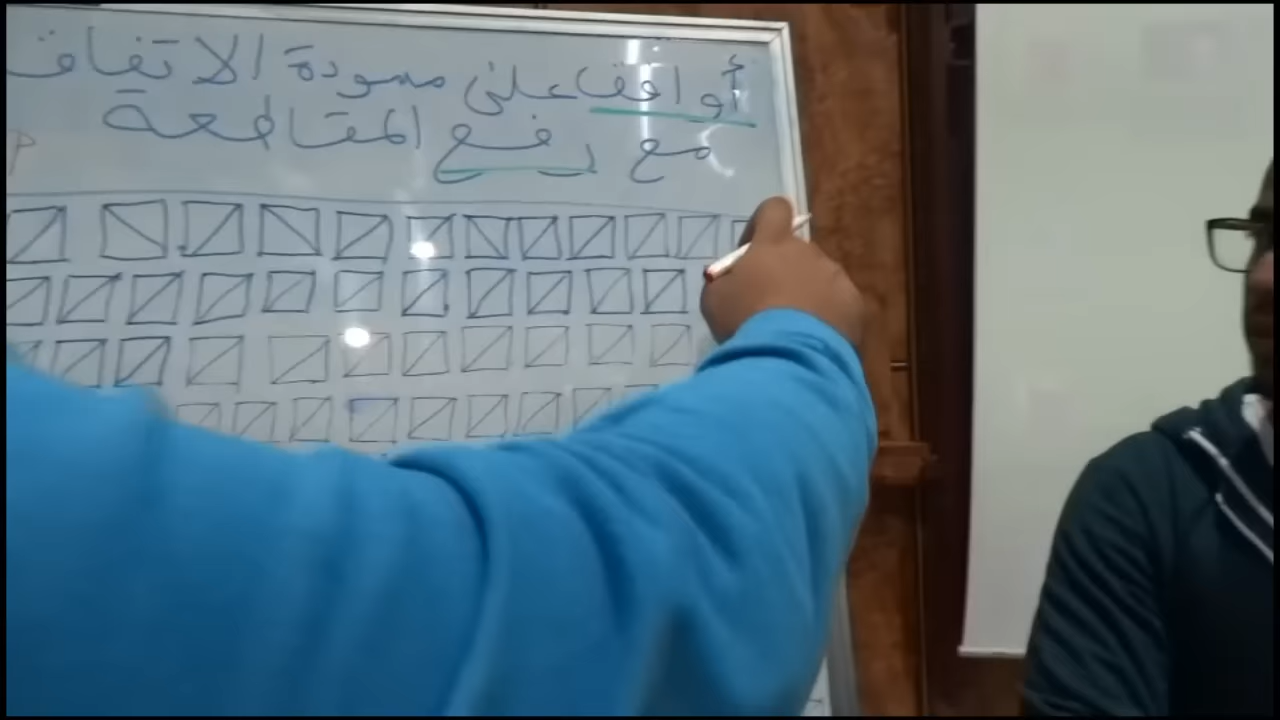 أوافق على مسودة الاتفاق
مع رفع المقاطعة